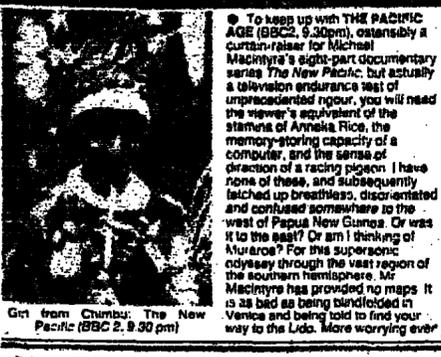 ● To keep up with THE PACIFIC
AGE (BBC2, 9.30pm), ostensibly a
curtain-raiser for Michael
Macintyre's eight-part documentary
series The New Pacific, but actually
a television endurance test of
unprecedented rigour, you will need
the viewer's equivalent of the
stamina of Anneka Rice, the
memory-storing capacity of a
computer, and the sense of
direction of a racing pigeon. I have
none of these, and subsequently
fetched up breathless, disorientated
and confused somewhere to the
west of Papua New Guinea. Or was
it to the east? Or am I thinking of
Muraroa? For this supersonic
odyssey through the vast region of
the southern hemisphere, Mr
Macintyre has provided no maps. It
is as bad as being blindfolded in
Venice and being told to find your
way to the Lido. More worrying ever
Girl from Chimbu: The New
Pacific (BBC 2, 9.30 pm)